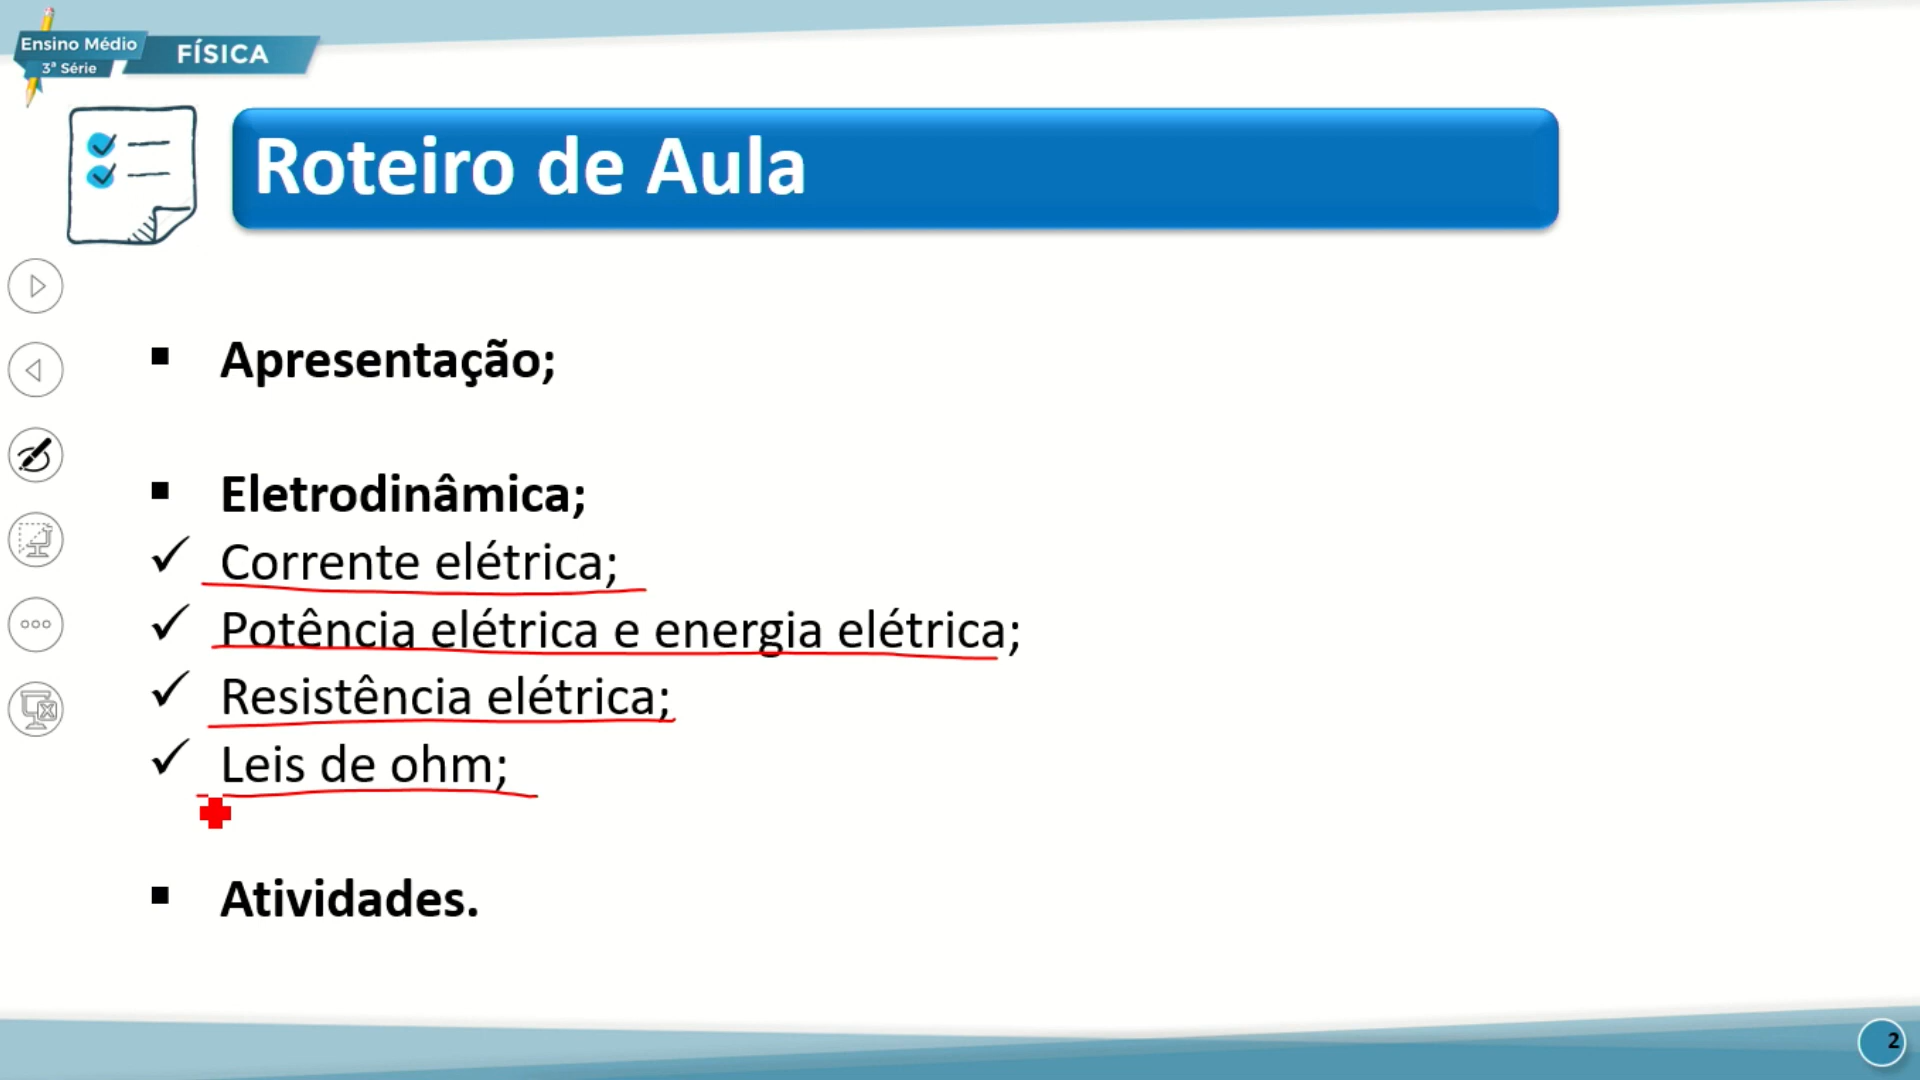 Ensino Médio
3ª Série
FÍSICA
Roteiro de Aula
Apresentação;
Eletrodinâmica;
Corrente elétrica;
Potência elétrica e energia elétrica;
Resistência elétrica;
Leis de ohm;
Atividades.
2